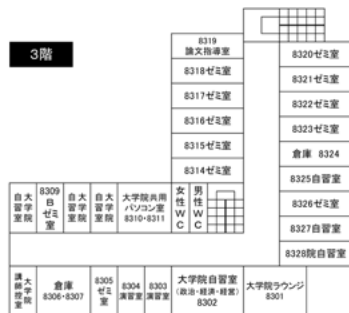 3階
8319
論文指導室
8318ゼミ室
8317ゼミ室
8316ゼミ室
8315ゼミ室
8314ゼミ室
8320ゼミ室
8321ゼミ室
8322ゼミ室
8323ゼミ室
倉庫 8324
8325自習室
8326ゼミ室
8327自習室
8328院自習室
大学院
自習室
8309
B
ゼミ室
大学院
自習室
大学院
自習室
大学院共用
パソコン室
8310・8311
女性WC
男性WC
大学院
講師控室
倉庫
8306・8307
8305
ゼミ室
8304
演習室
8303
演習室
大学院自習室
(政治・経済・経営)
8302
大学院ラウンジ
8301